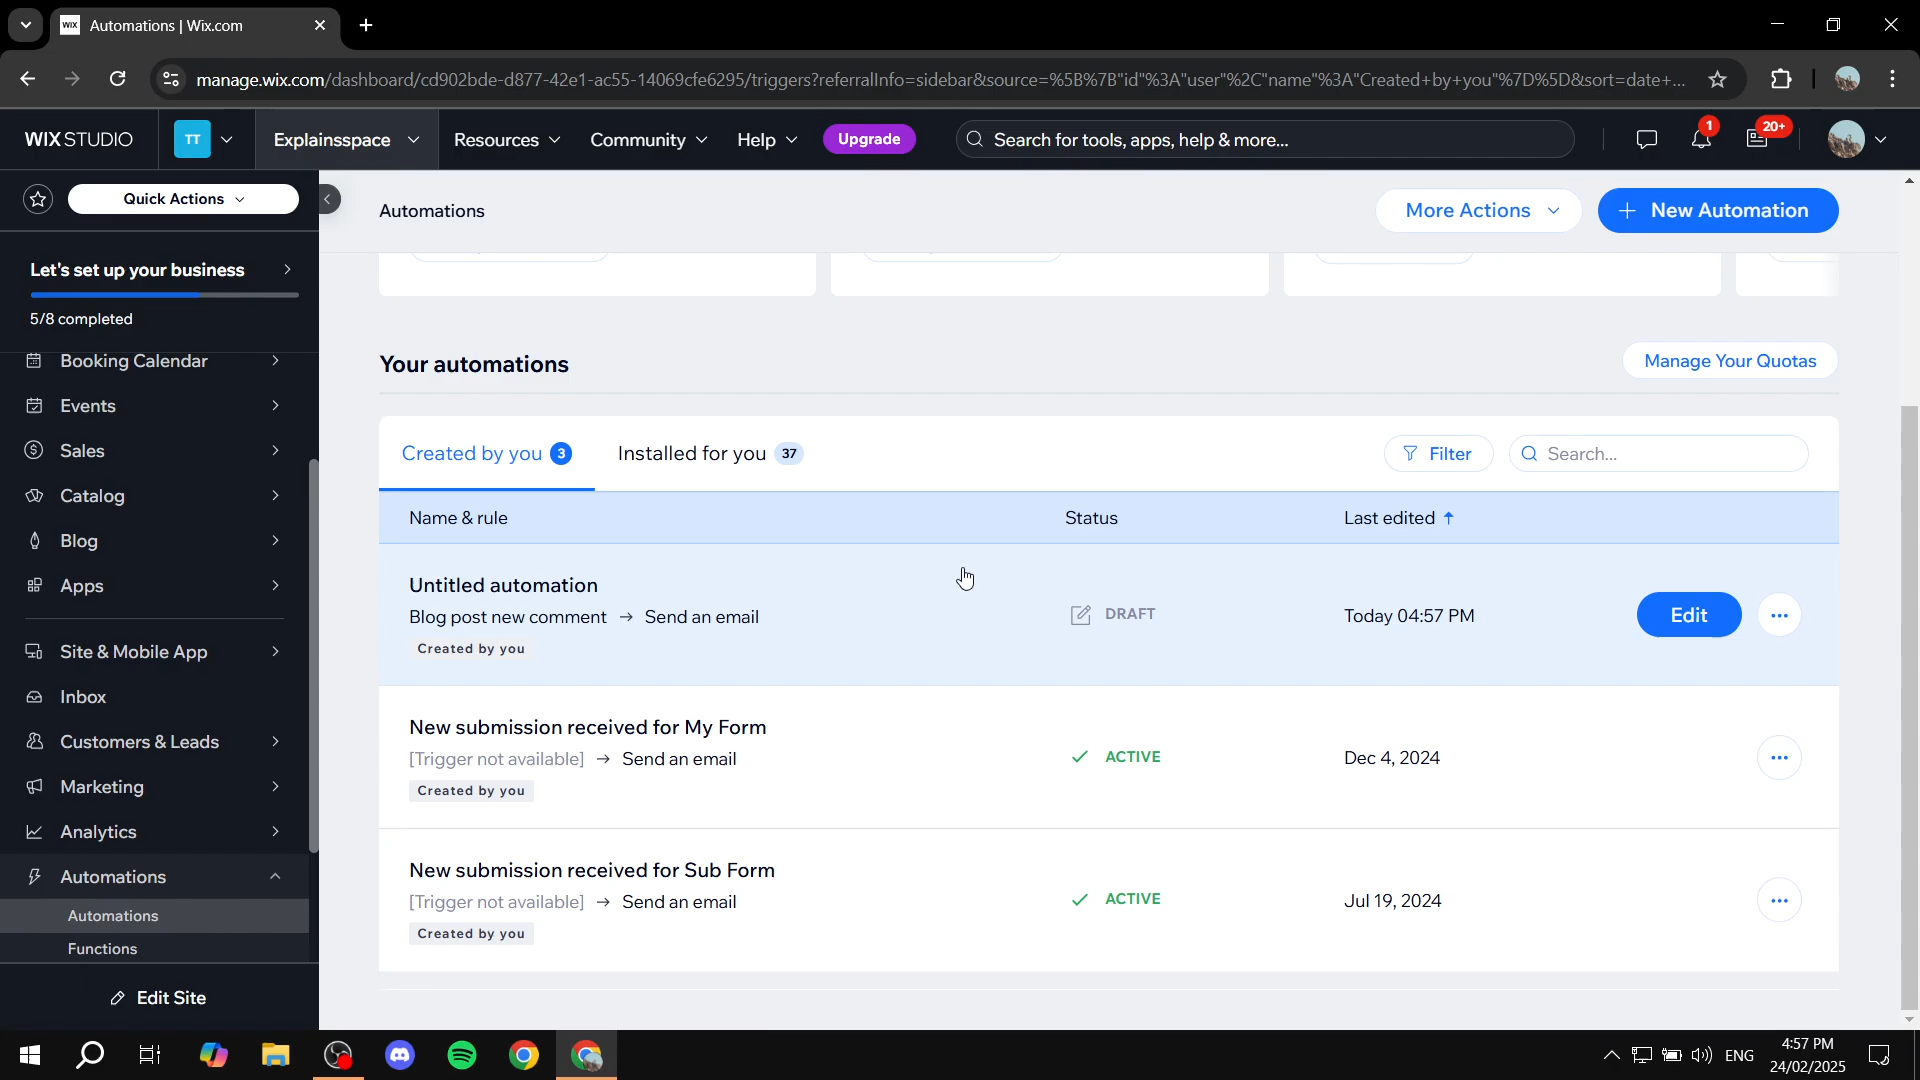 WIX Automations | Wix.com
manage.wix.com/dashboard/cd902bde-d877-42e1-ac55-14069cfe6295/triggers?referralInfo=sidebar&source=%5B%7B"id"%3A"user"%2C"name"%3A"Created+by+you"%7D%5D&sort=date+...
WIX STUDIO TT Explainsspace Resources Community Help Upgrade Search for tools, apps, help & more... 1 20+
Quick Actions
Let's set up your business
5/8 completed
Booking Calendar
Events
Sales
Catalog
Blog
Apps
Site & Mobile App
Inbox
Customers & Leads
Marketing
Analytics
Automations
Automations
Functions
Edit Site
Automations More Actions + New Automation
Your automations Manage Your Quotas
Created by you 3 Installed for you 37 Filter Search...
Name & rule Status Last edited
Untitled automation
Blog post new comment → Send an email DRAFT Today 04:57 PM Edit
Created by you
New submission received for My Form
[Trigger not available] → Send an email ACTIVE Dec 4, 2024
Created by you
New submission received for Sub Form
[Trigger not available] → Send an email ACTIVE Jul 19, 2024
Created by you
ENG 4:57 PM
24/02/2025